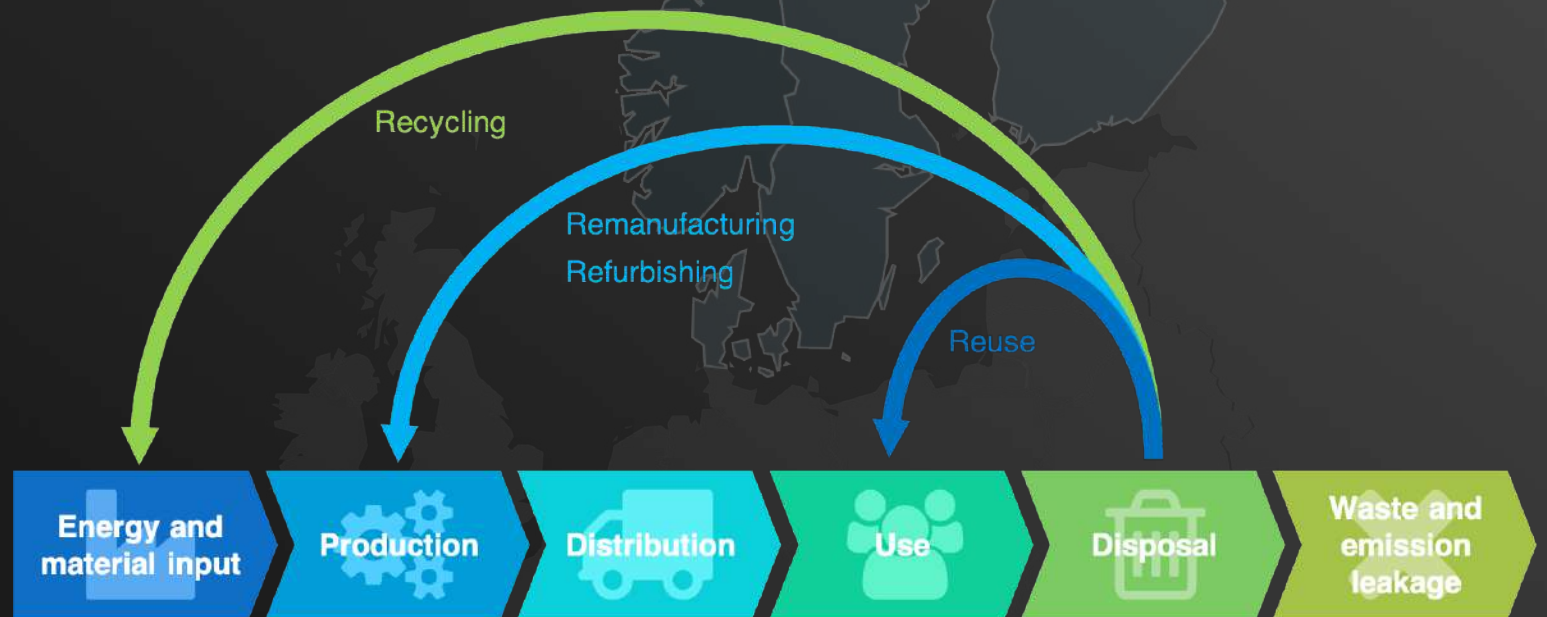 Recycling
Remanufacturing
Refurbishing
Reuse
Energy and
material input
Production
Distribution
Use
Disposal
Waste and
emission
leakage